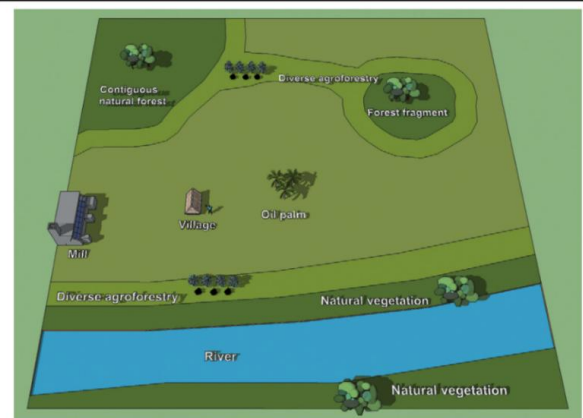 Contiguous
natural forest
Diverse agroforestry
Forest fragment
Village
Oil palm
Mill
Diverse agroforestry
Natural vegetation
River
Natural vegetation